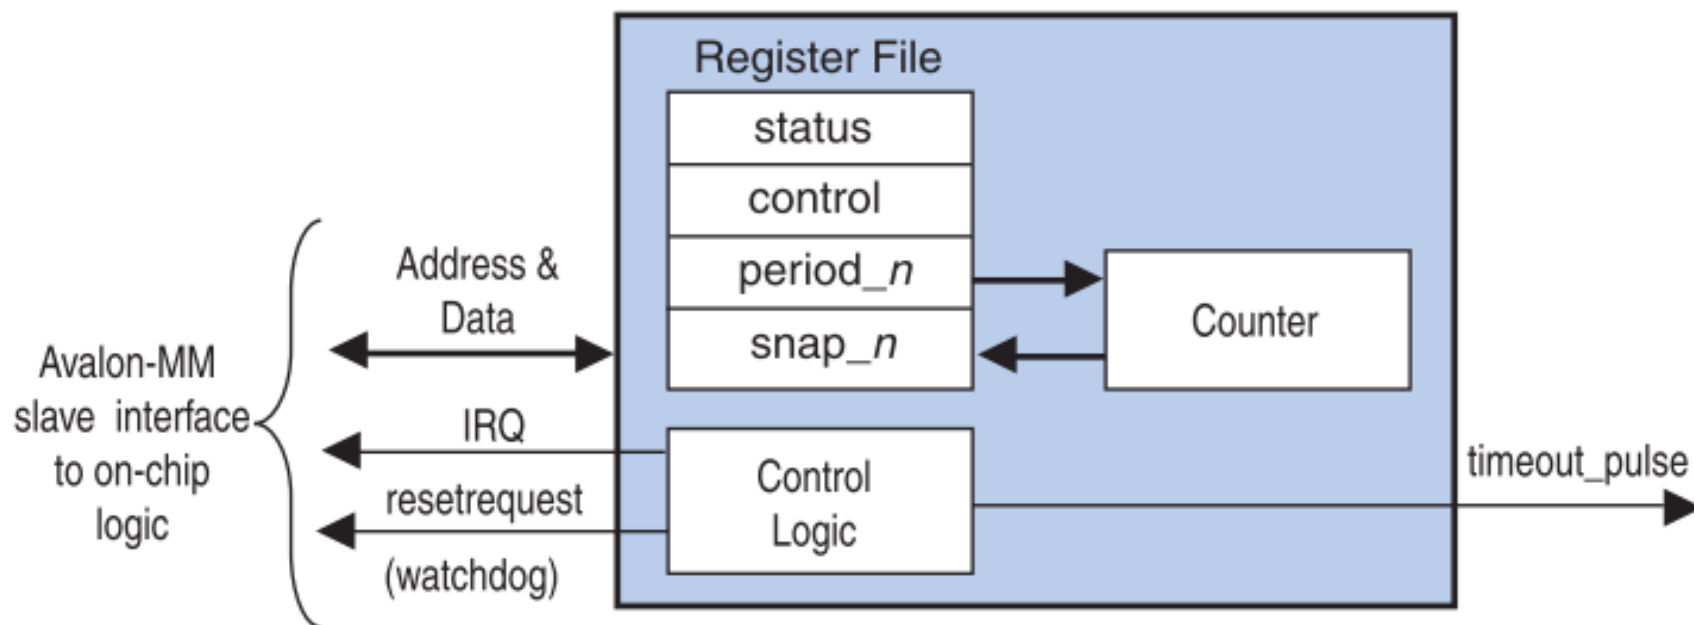 Register File
status
control
period_n
snap_n
Counter
Address &
Data
Avalon-MM
slave interface
to on-chip
logic
IRQ
resetrequest
(watchdog)
Control
Logic
timeout_pulse